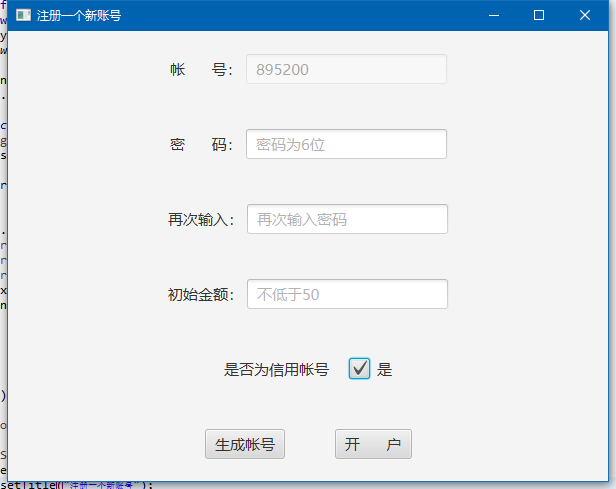 注册一个新账号
帐 号： 895200
密 码： 密码为6位
再次输入： 再次输入密码
初始金额： 不低于50
是否为信用帐号 是
生成帐号 开 户
setTitle("注册一个新账号");